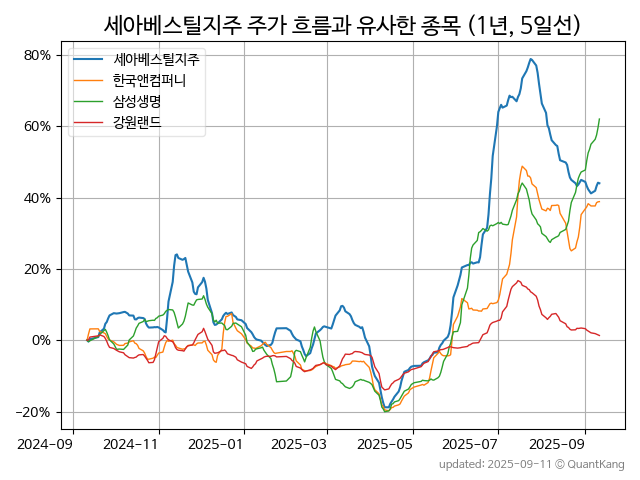 세아베스틸지주 주가 흐름과 유사한 종목 (1년, 5일선)
세아베스틸지주
한국앤컴퍼니
삼성생명
강원랜드
80%
60%
40%
20%
0%
−20%
2024-09
2024-11
2025-01
2025-03
2025-05
2025-07
2025-09
updated: 2025-09-11 © QuantKang